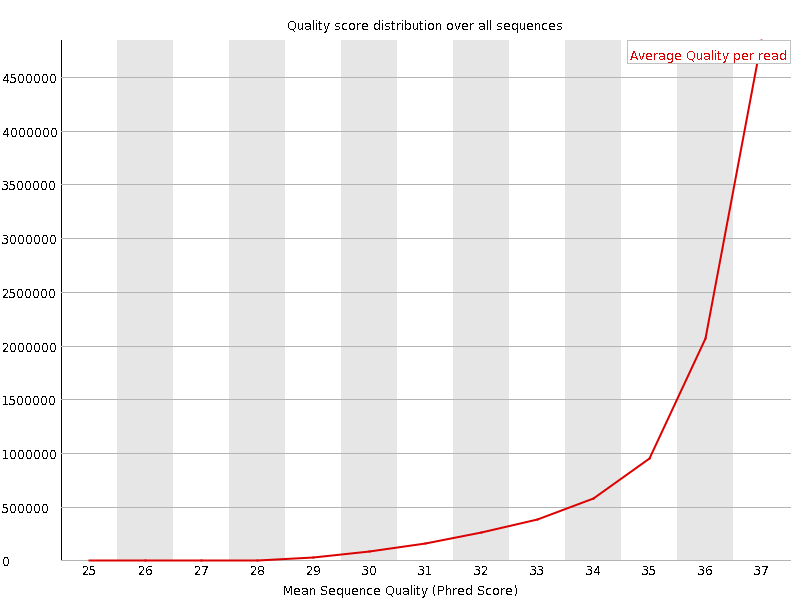 Quality score distribution over all sequences
Average Quality per read
4500000
4000000
3500000
3000000
2500000
2000000
1500000
1000000
500000
0
25 26 27 28 29 30 31 32 33 34 35 36 37
Mean Sequence Quality (Phred Score)